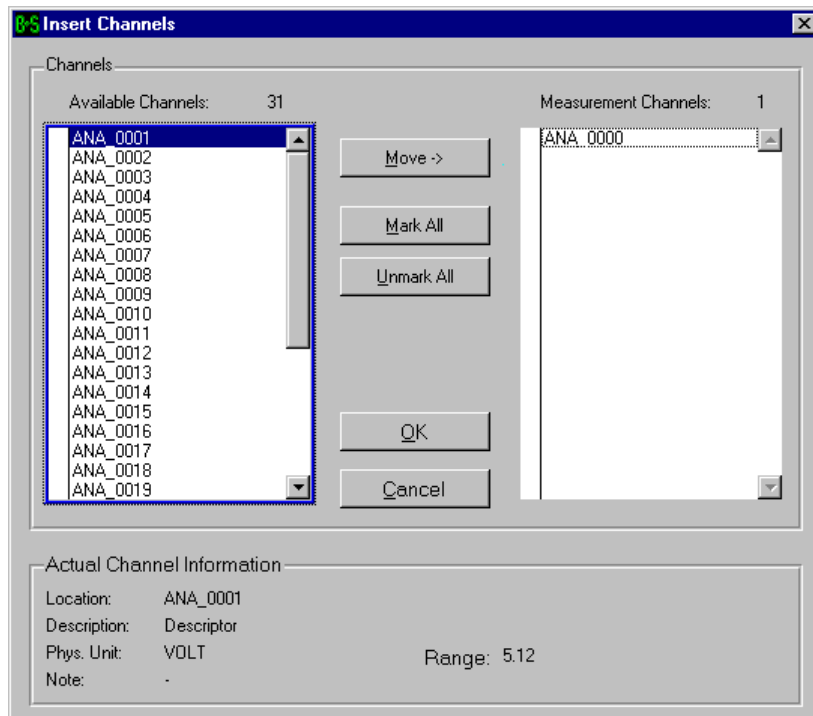 B+S Insert Channels
Channels
Available Channels: 31
Measurement Channels: 1
ANA_0001
ANA_0002
ANA_0003
ANA_0004
ANA_0005
ANA_0006
ANA_0007
ANA_0008
ANA_0009
ANA_0010
ANA_0011
ANA_0012
ANA_0013
ANA_0014
ANA_0015
ANA_0016
ANA_0017
ANA_0018
ANA_0019
Move ->
Mark All
Unmark All
OK
Cancel
ANA_0000
Actual Channel Information
Location: ANA_0001
Description: Descriptor
Phys. Unit: VOLT
Range: 5.12
Note: -